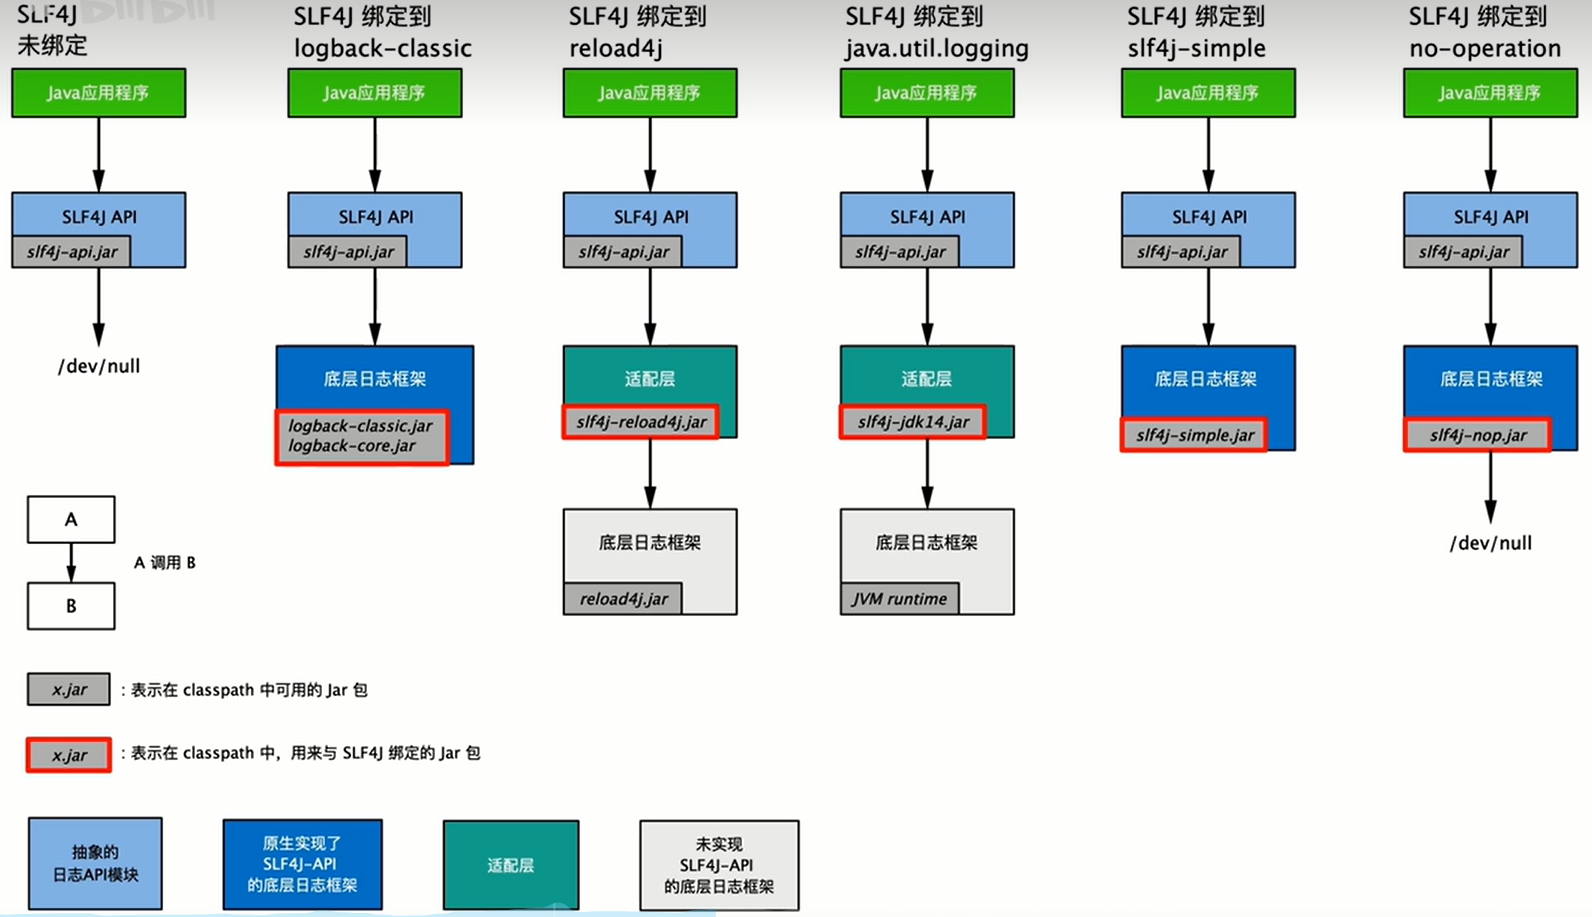 SLF4J
未绑定
SLF4J 绑定到
logback-classic
SLF4J 绑定到
reload4j
SLF4J 绑定到
java.util.logging
SLF4J 绑定到
slf4j-simple
SLF4J 绑定到
no-operation
Java应用程序
Java应用程序
Java应用程序
Java应用程序
Java应用程序
Java应用程序
SLF4J API
slf4j-api.jar
SLF4J API
slf4j-api.jar
SLF4J API
slf4j-api.jar
SLF4J API
slf4j-api.jar
SLF4J API
slf4j-api.jar
SLF4J API
slf4j-api.jar
/dev/null
底层日志框架
logback-classic.jar
logback-core.jar
适配层
slf4j-reload4j.jar
适配层
slf4j-jdk14.jar
底层日志框架
slf4j-simple.jar
底层日志框架
slf4j-nop.jar
底层日志框架
reload4j.jar
底层日志框架
JVM runtime
/dev/null
A
A 调用 B
B
x.jar
: 表示在 classpath 中可用的 Jar 包
x.jar
: 表示在 classpath 中，用来与 SLF4J 绑定的 Jar 包
抽象的
日志API模块
原生实现了
SLF4J-API
的底层日志框架
适配层
未实现
SLF4J-API
的底层日志框架